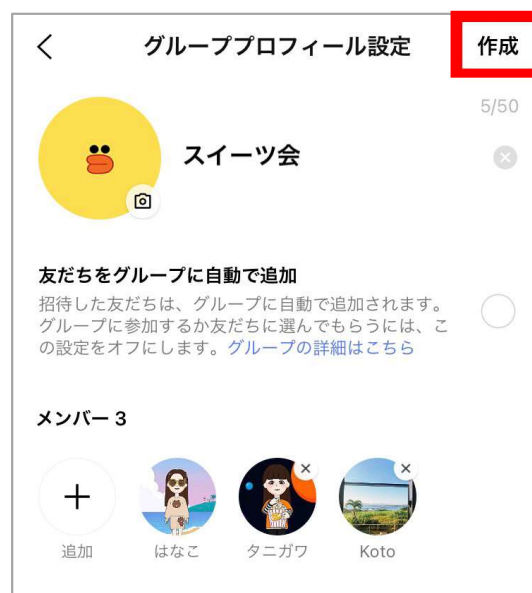 グループプロフィール設定 作成
5/50
スイーツ会
友だちをグループに自動で追加
招待した友だちは、グループに自動で追加されます。
グループに参加するか友だちに選んでもらうには、こ
の設定をオフにします。グループの詳細はこちら
メンバー 3
追加 はなこ タニガワ Koto